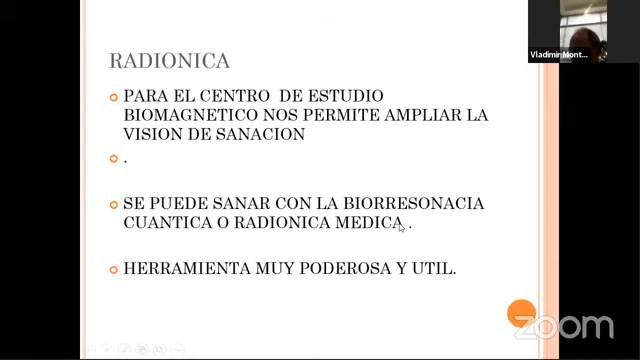 Vladimir Mont...
RADIONICA
PARA EL CENTRO DE ESTUDIO
BIOMAGNETICO NOS PERMITE AMPLIAR LA
VISION DE SANACION
.
SE PUEDE SANAR CON LA BIORRESONACIA
CUANTICA O RADIONICA MEDICA .
HERRAMIENTA MUY PODEROSA Y UTIL.
zoom